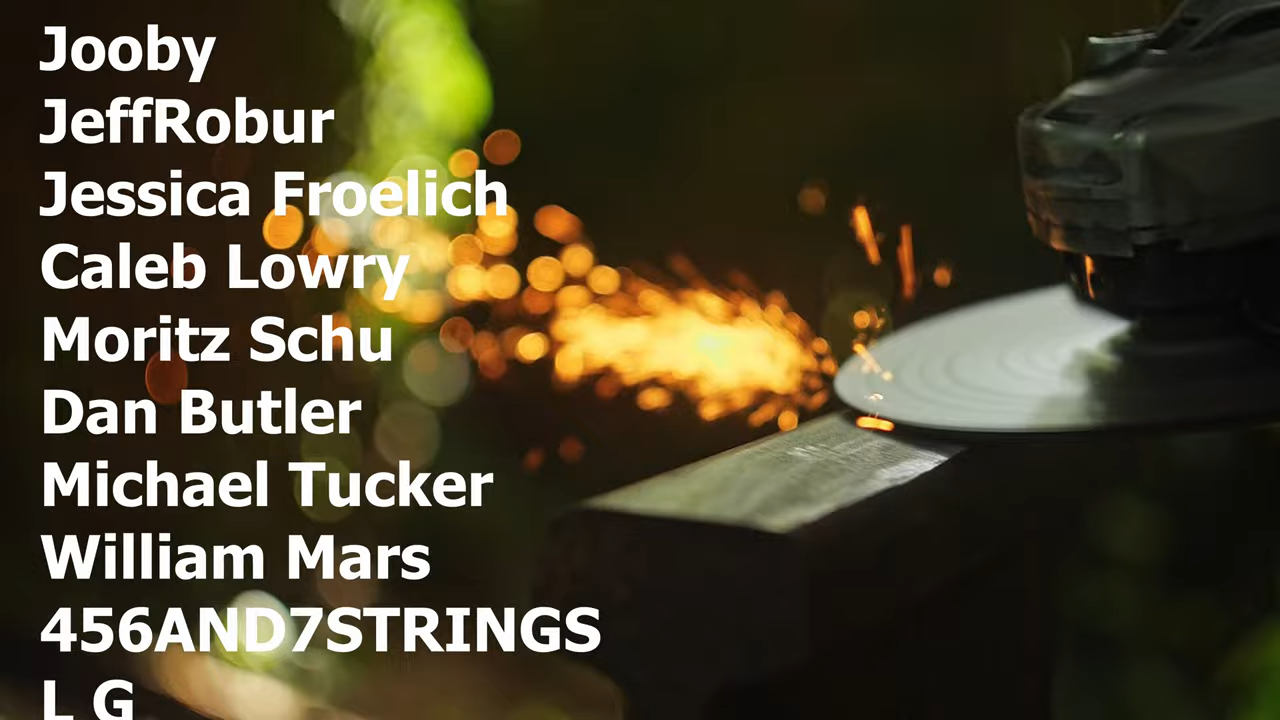 Jooby
JeffRobur
Jessica Froelich
Caleb Lowry
Moritz Schu
Dan Butler
Michael Tucker
William Mars
456AND7STRINGS
L G